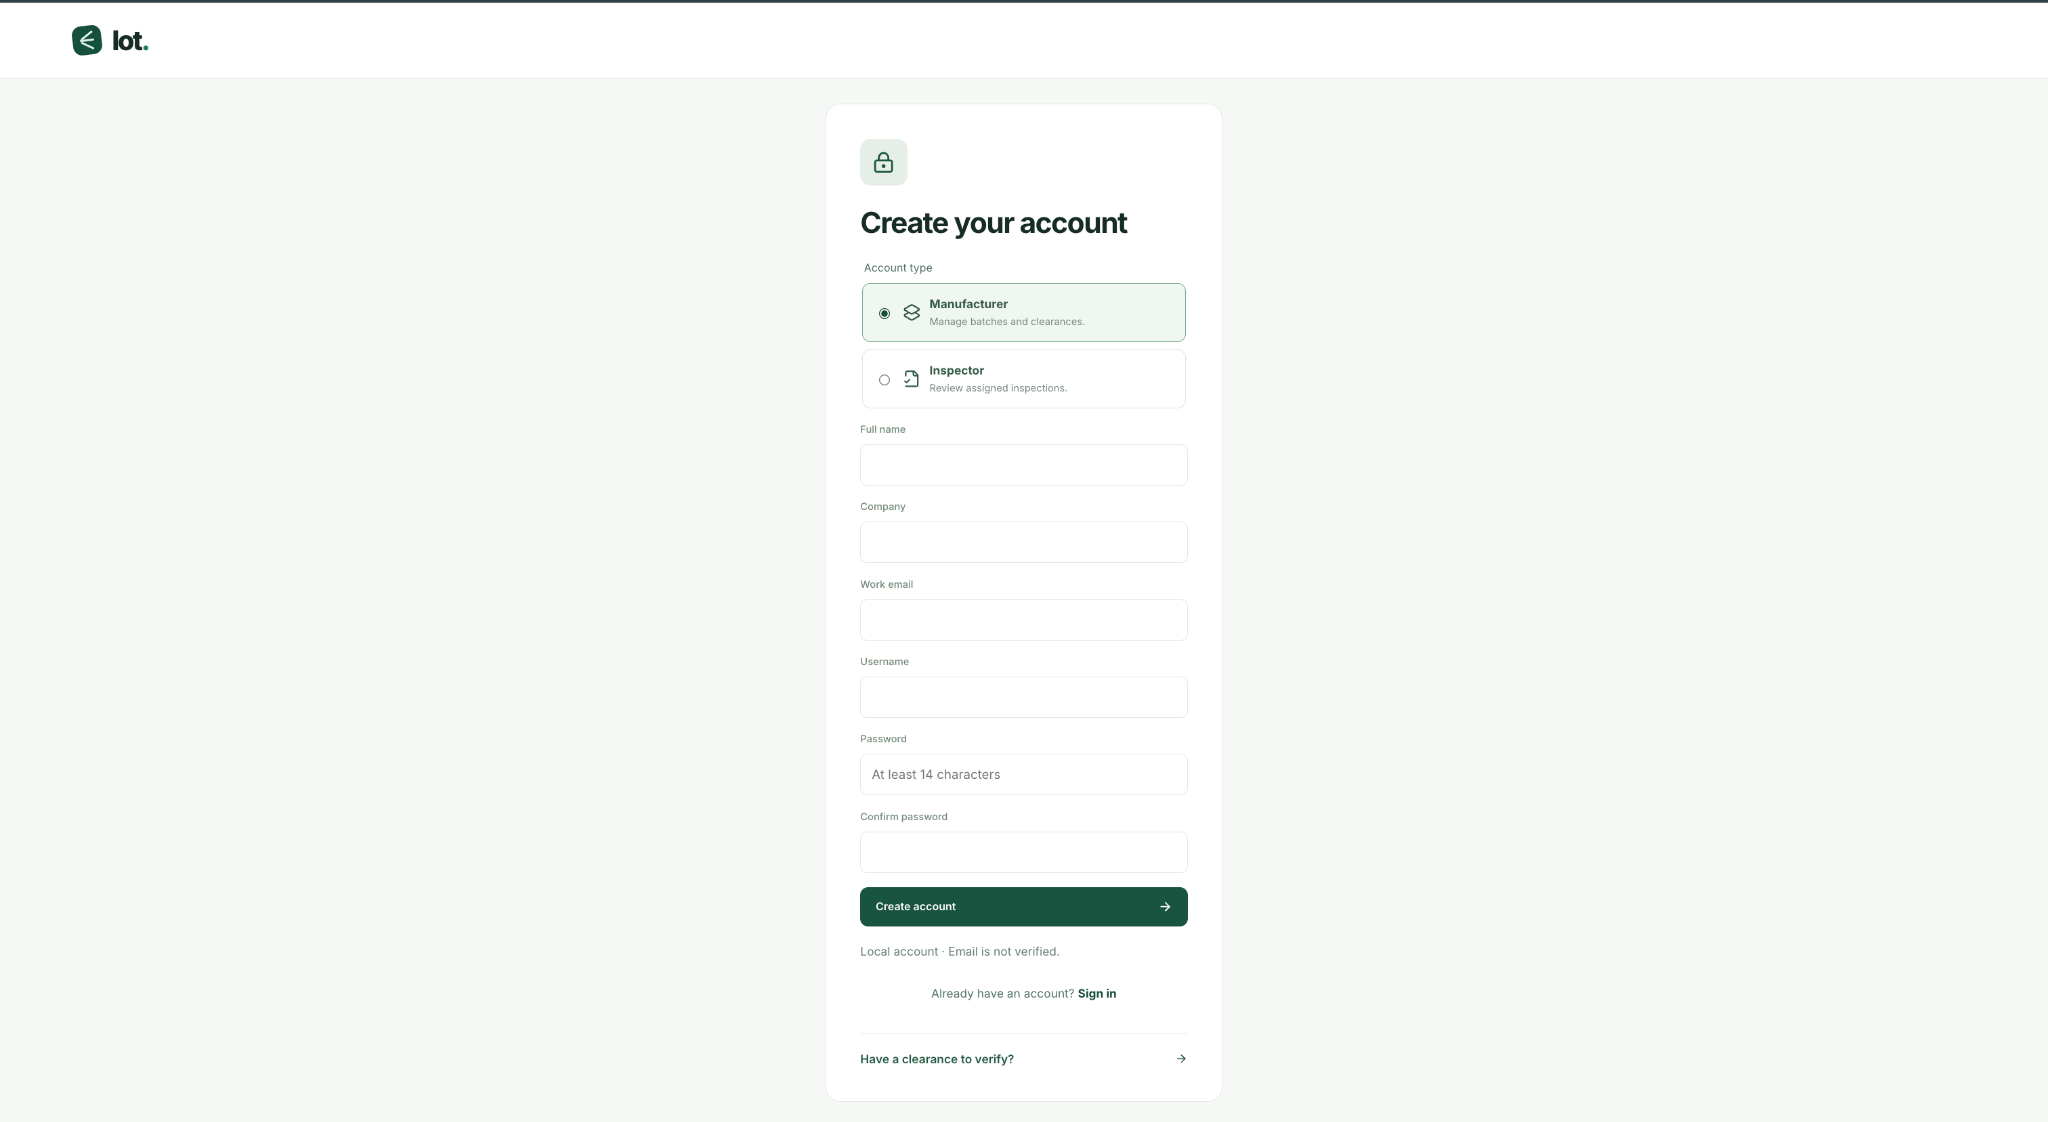 lot.
Create your account
Account type
Manufacturer
Manage batches and clearances.
Inspector
Review assigned inspections.
Full name
Company
Work email
Username
Password
At least 14 characters
Confirm password
Create account
Local account · Email is not verified.
Already have an account? Sign in
Have a clearance to verify?